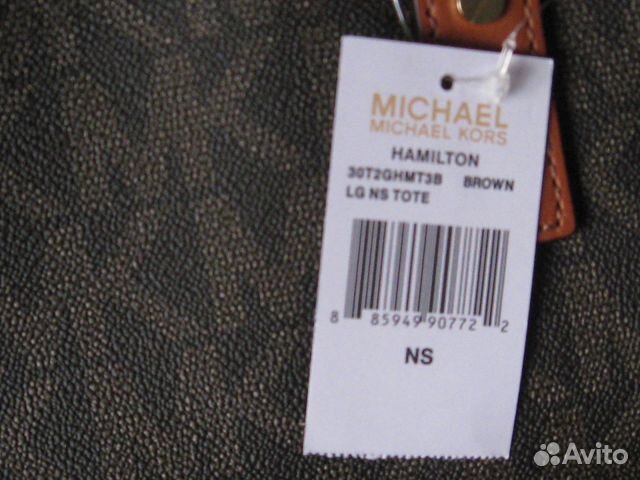 MICHAEL
MICHAEL KORS
HAMILTON
30T2GHMT3B BROWN
LG NS TOTE
8 85949 90772 2
NS
Avito